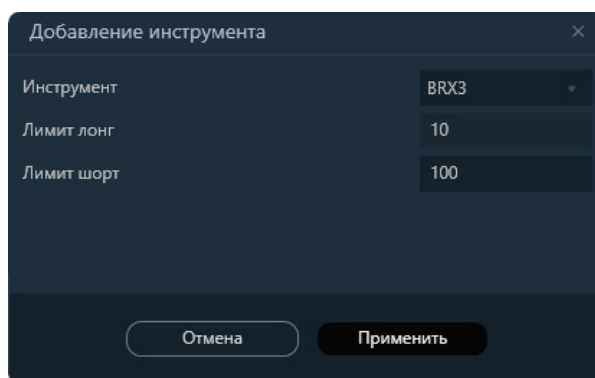 Добавление инструмента
Инструмент BRX3
Лимит лонг 10
Лимит шорт 100
Отмена Применить